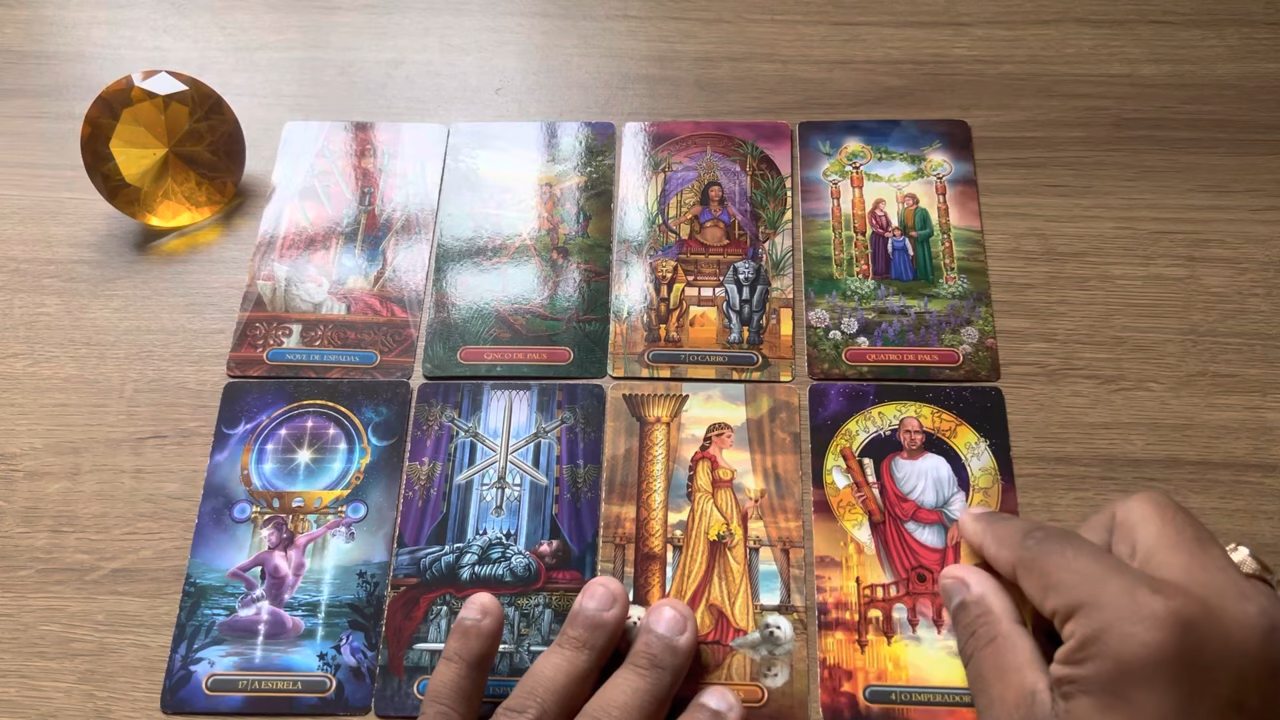 NOVE DE ESPADAS
CINCO DE PAUS
7 | O CARRO
QUATRO DE PAUS
17 | A ESTRELA
4 | O IMPERADOR